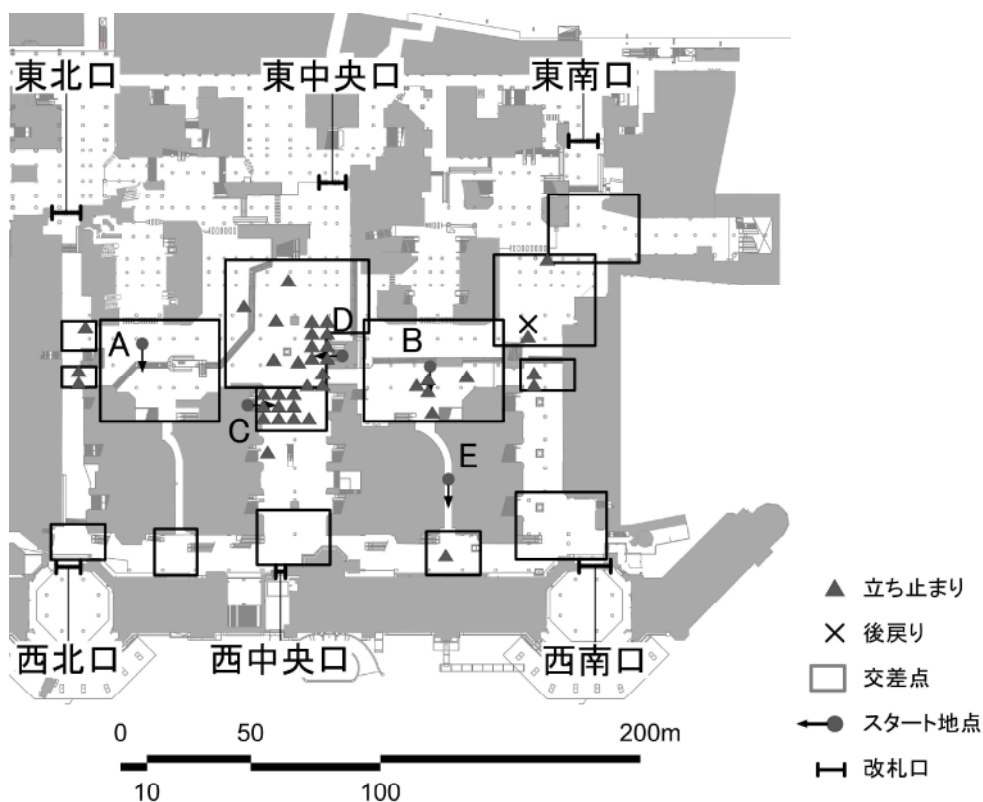 東北口
東中央口
東南口
A
D
B
C
E
西北口
西中央口
西南口
立ち止まり
後戻り
交差点
スタート地点
改札口
0
50
200m
10
100